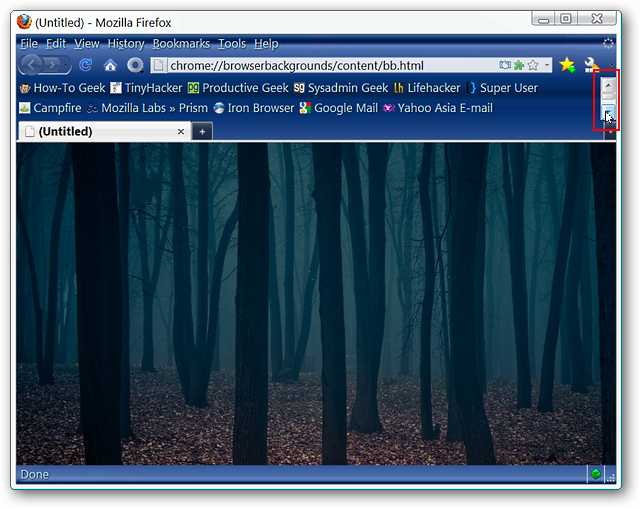 (Untitled) - Mozilla Firefox
File Edit View History Bookmarks Tools Help
chrome://browserbackgrounds/content/bb.html
How-To Geek TinyHacker Productive Geek Sysadmin Geek Lifehacker Super User
Campfire Mozilla Labs » Prism Iron Browser Google Mail Yahoo Asia E-mail
(Untitled)
Done